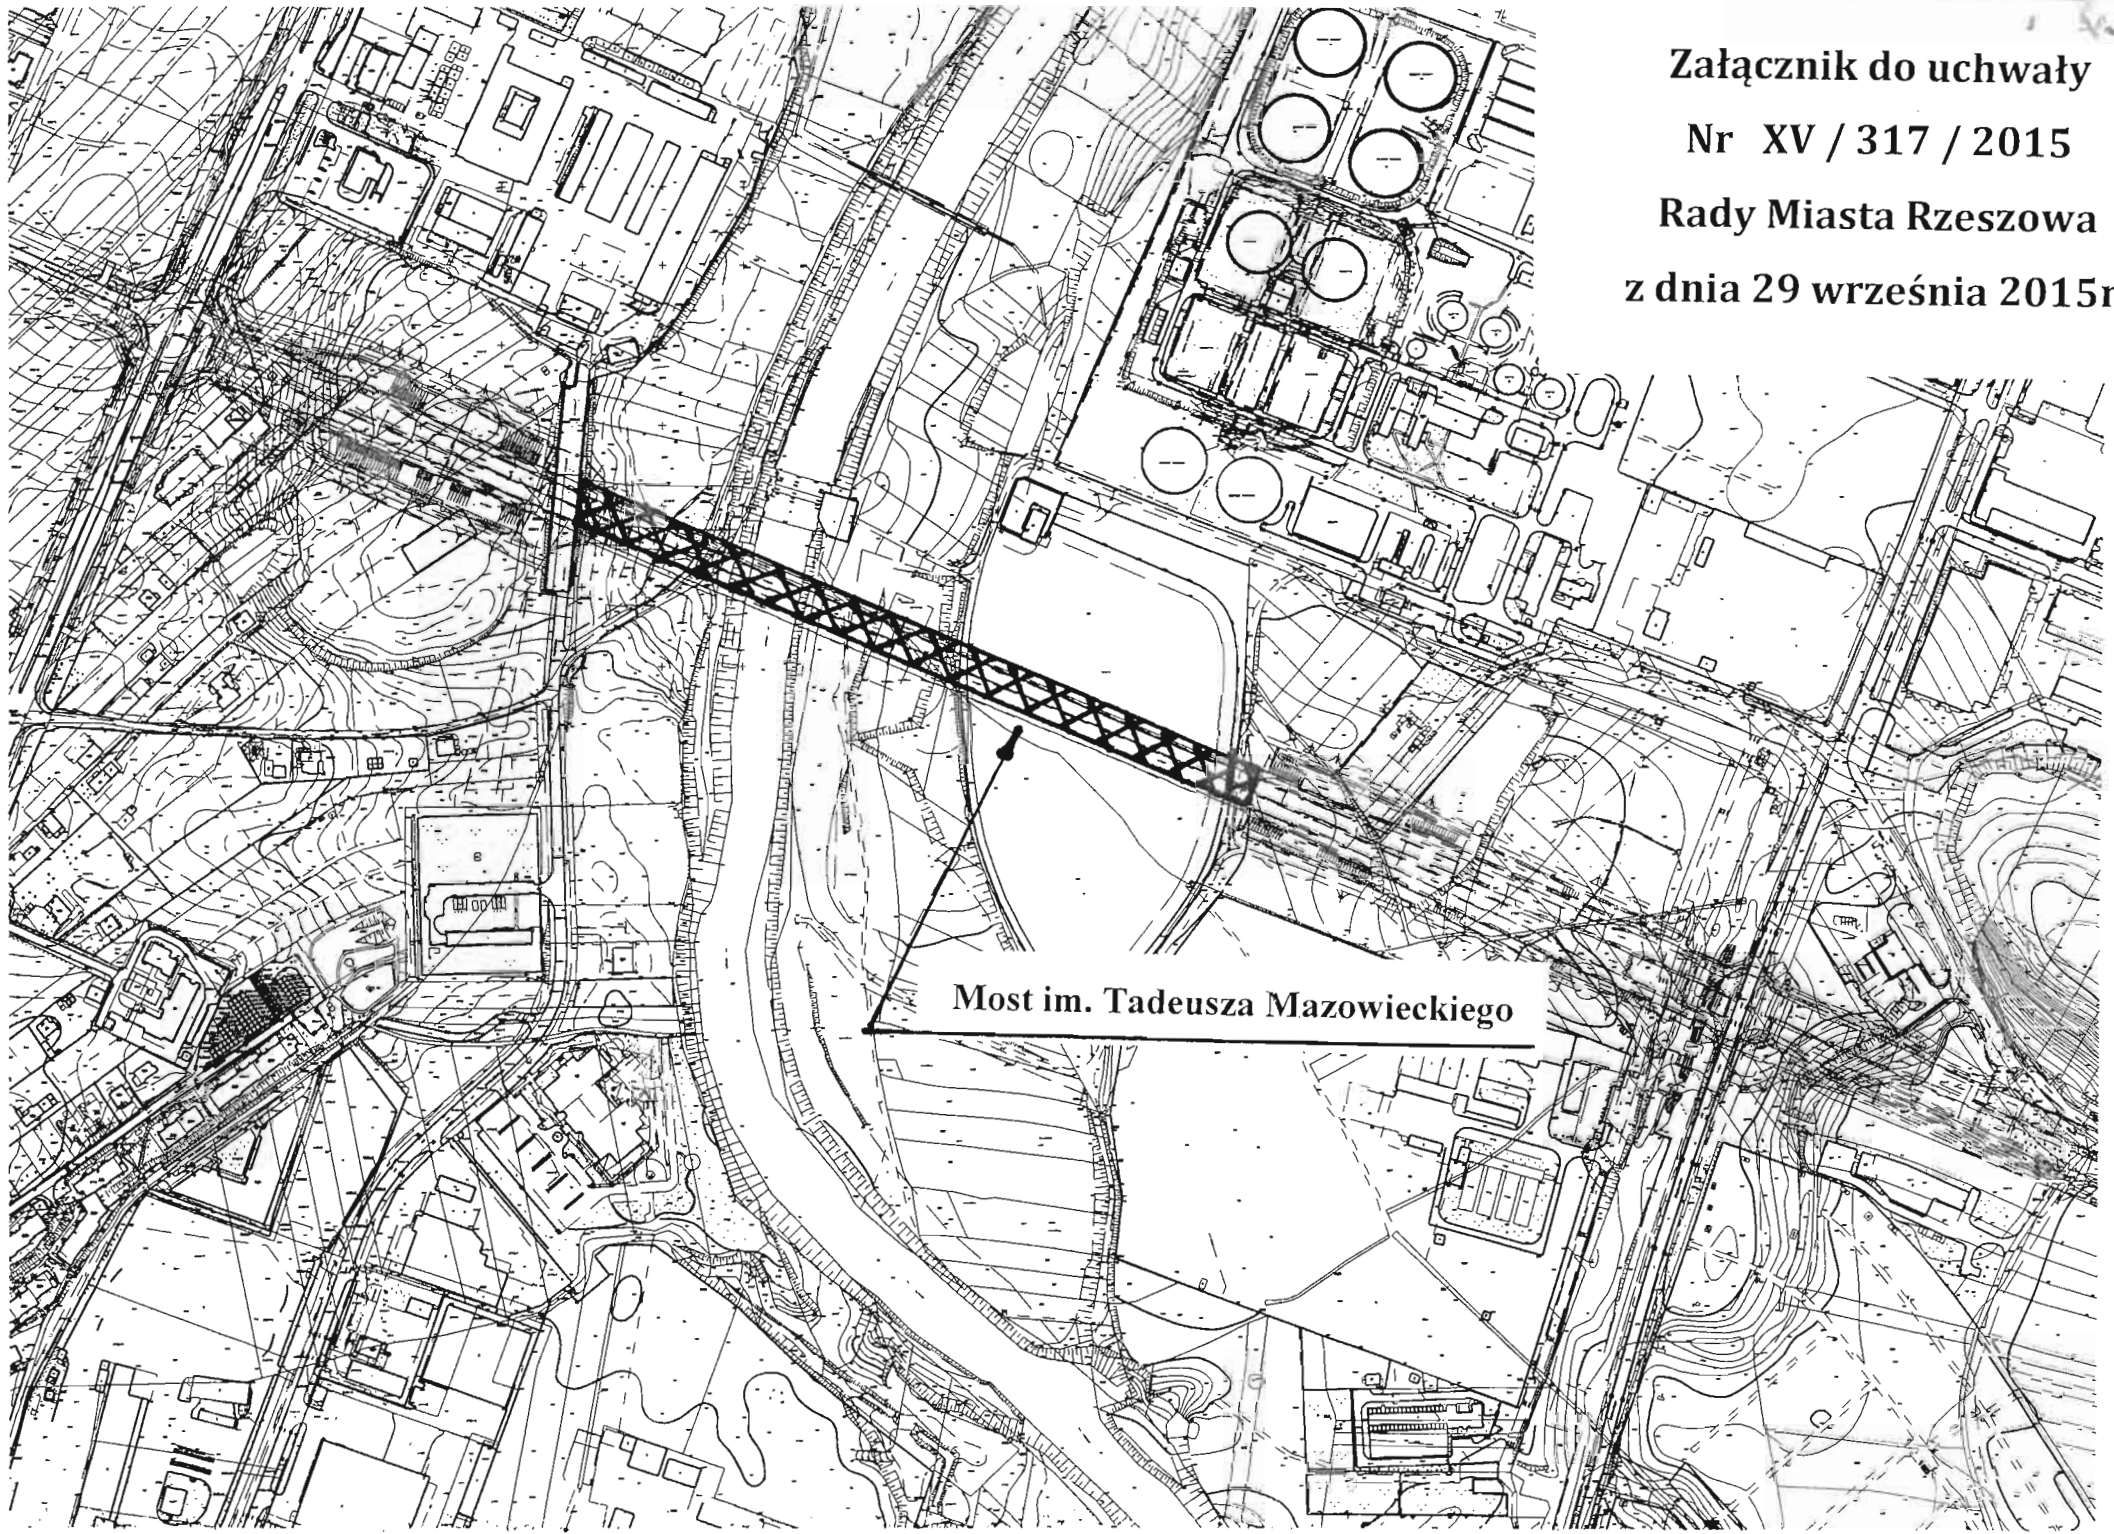 Załącznik do uchwały
Nr XV / 317 / 2015
Rady Miasta Rzeszowa
z dnia 29 września 2015r
Most im. Tadeusza Mazowieckiego